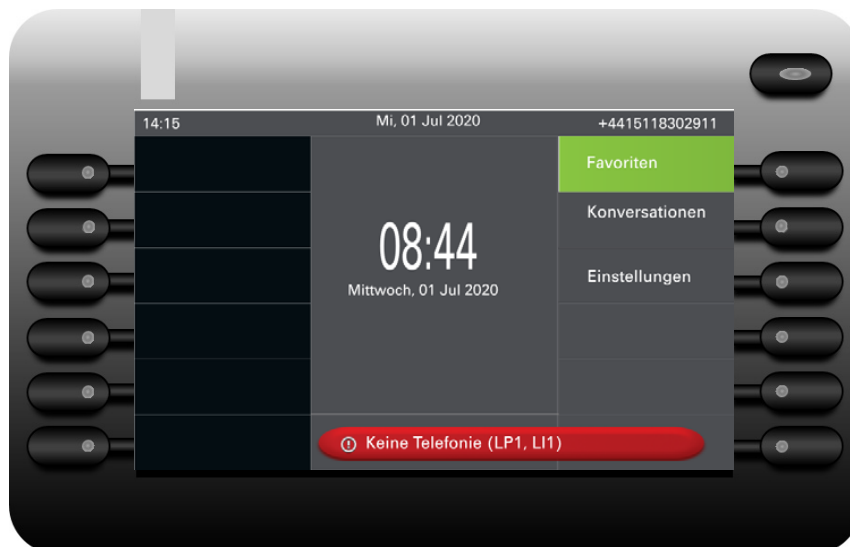 14:15
Mi, 01 Jul 2020
+4415118302911
Favoriten
Konversationen
08:44
Einstellungen
Mittwoch, 01 Jul 2020
Keine Telefonie (LP1, LI1)